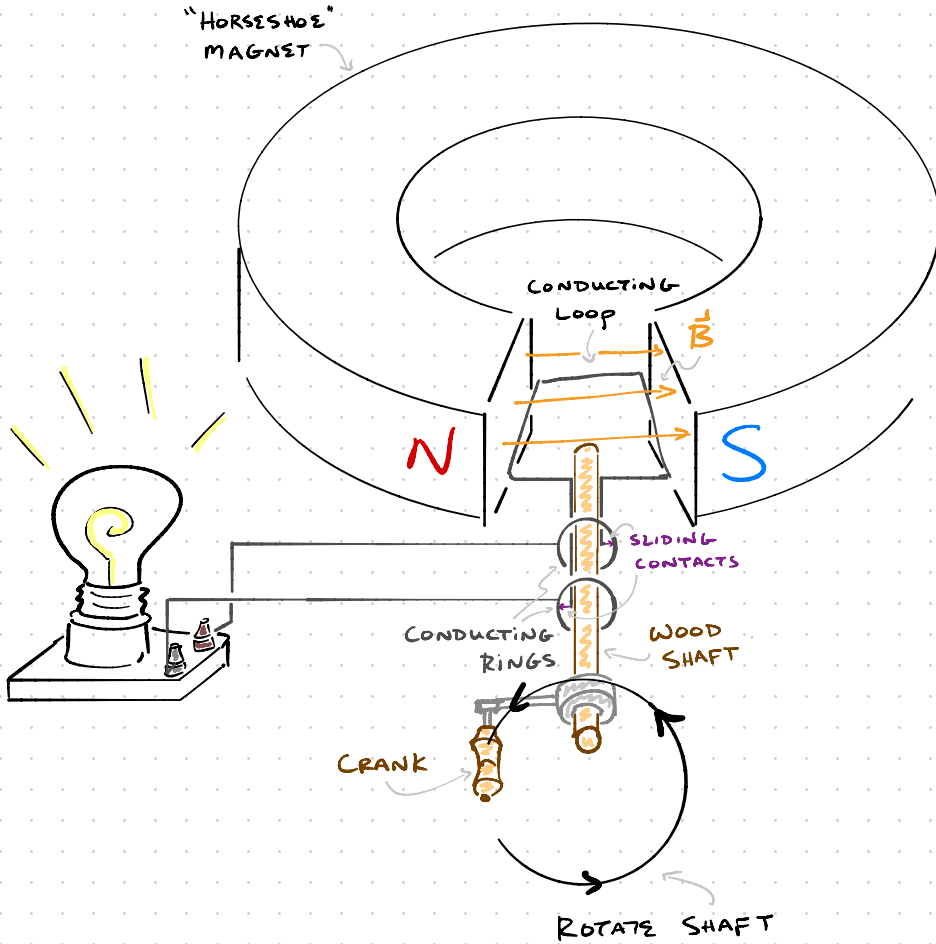 "HORSESHOE"
MAGNET
CONDUCTING
LOOP
B
N
S
SLIDING
CONTACTS
CONDUCTING
RINGS
WOOD
SHAFT
CRANK
ROTATE SHAFT